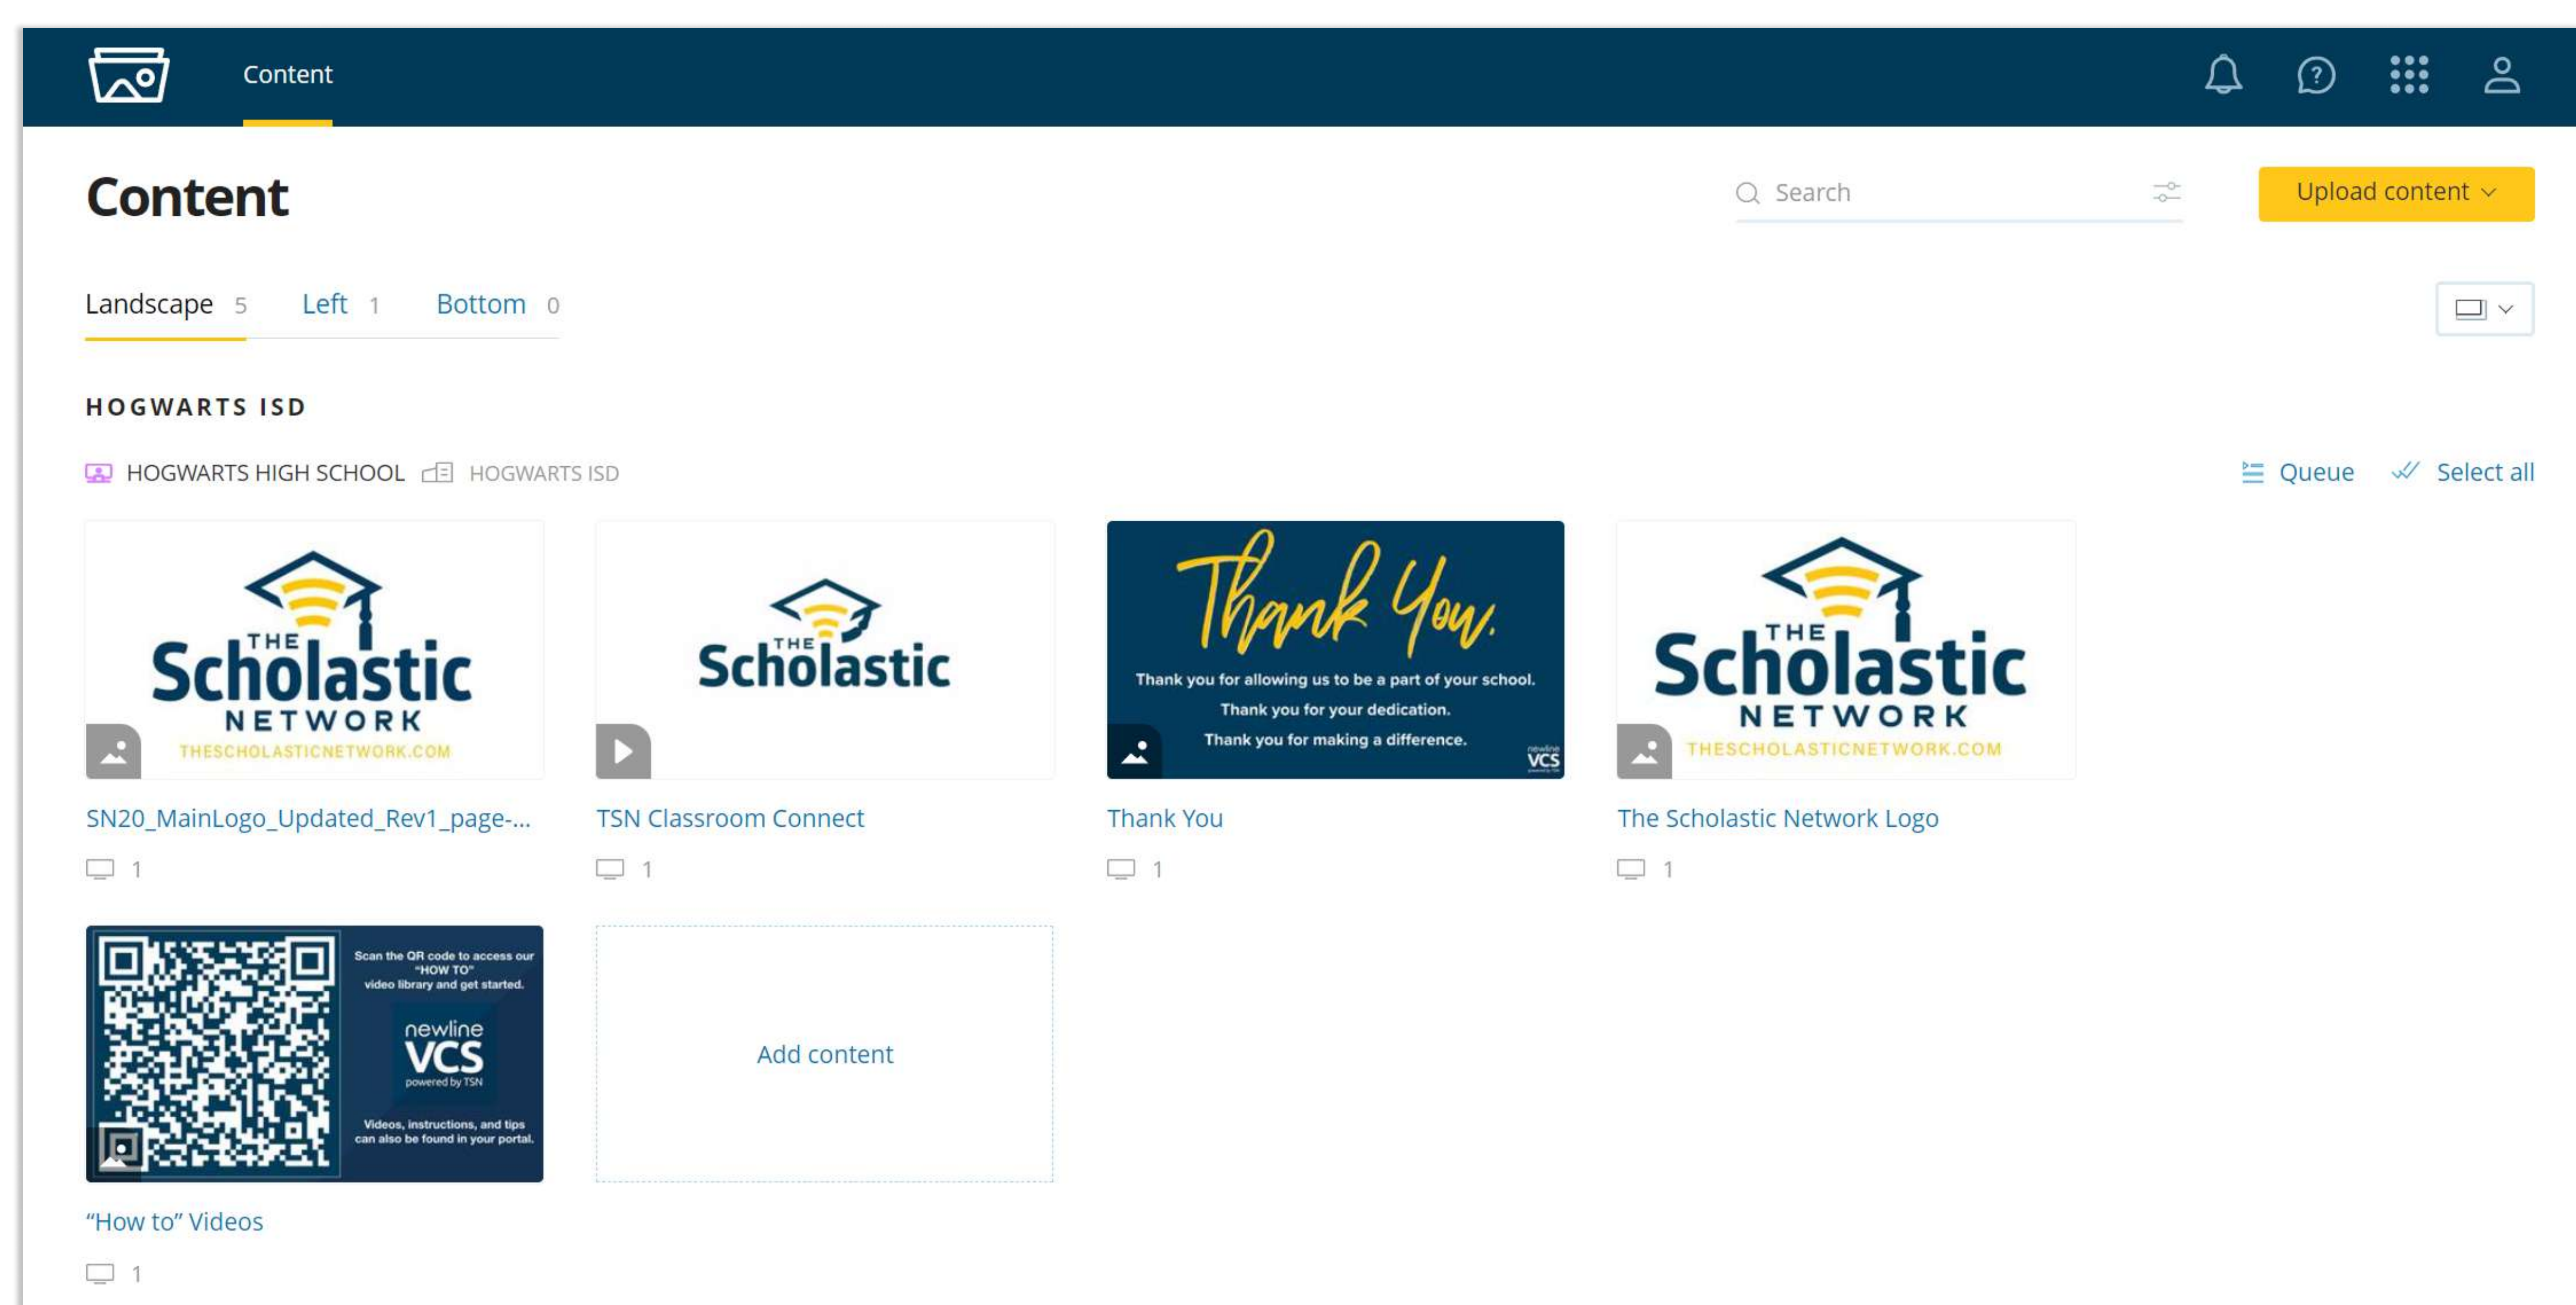 Content
Content
Search
Upload content
Landscape 5 Left 1 Bottom 0
HOGWARTS ISD
HOGWARTS HIGH SCHOOL HOGWARTS ISD
Queue Select all
THE
Scholastic
NETWORK
THESCHOLASTICNETWORK.COM
SN20_MainLogo_Updated_Rev1_page-...
1
THE
Scholastic
TSN Classroom Connect
1
Thank You.
Thank you for allowing us to be a part of your school.
Thank you for your dedication.
Thank you for making a difference.
newline
VCS
powered by TSN
Thank You
1
THE
Scholastic
NETWORK
THESCHOLASTICNETWORK.COM
The Scholastic Network Logo
1
Scan the QR code to access our
"HOW TO"
video library and get started.
newline
VCS
powered by TSN
Videos, instructions, and tips
can also be found in your portal.
“How to” Videos
1
Add content